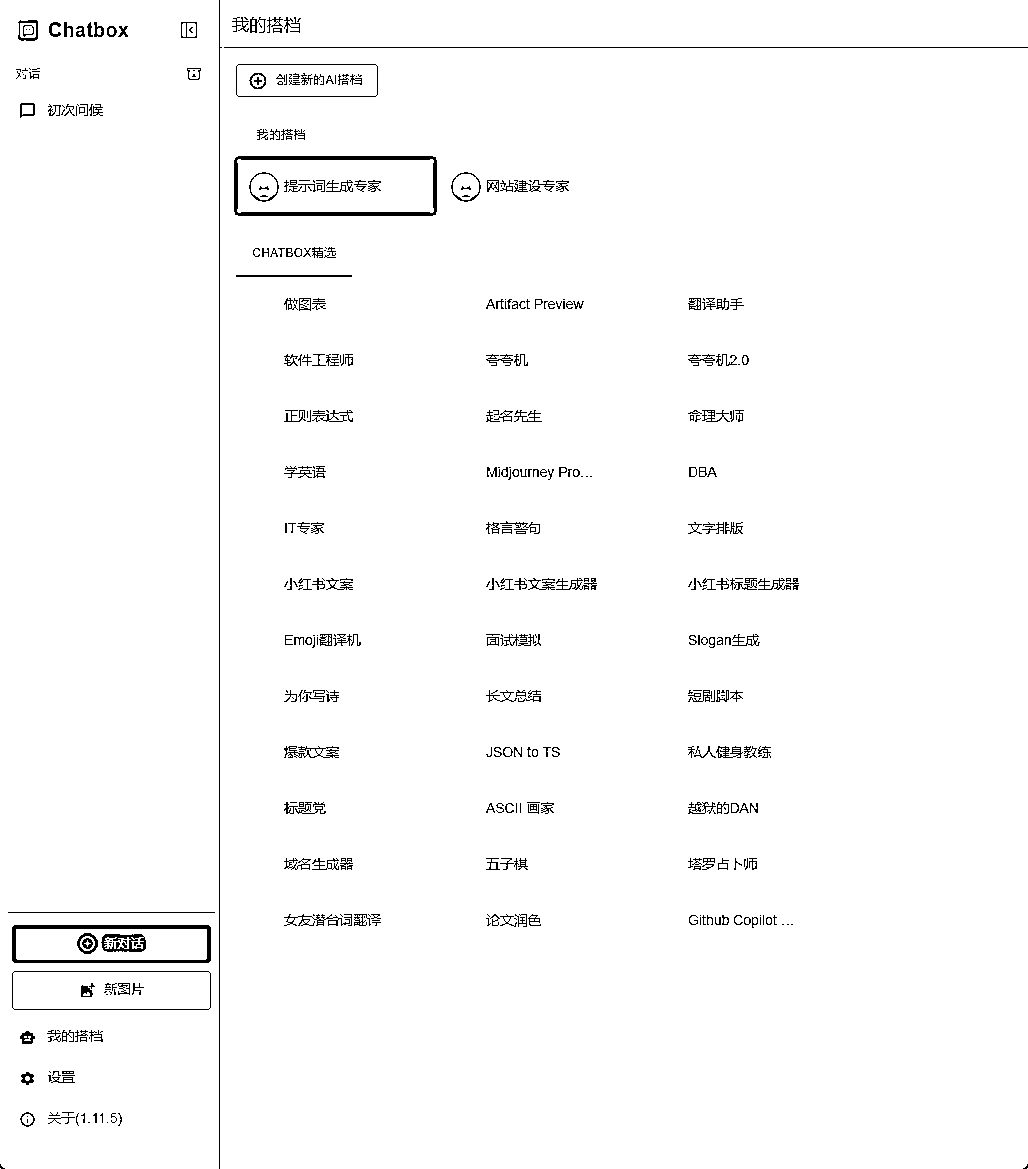 Chatbox
对话
初次问候
新对话
新图片
我的搭档
设置
关于(1.11.5)
我的搭档
创建新的AI搭档
我的搭档
提示词生成专家 网站建设专家
CHATBOX精选
做图表 Artifact Preview 翻译助手
软件工程师 夸夸机 夸夸机2.0
正则表达式 起名先生 命理大师
学英语 Midjourney Pro... DBA
IT专家 格言警句 文字排版
小红书文案 小红书文案生成器 小红书标题生成器
Emoji翻译机 面试模拟 Slogan生成
为你写诗 长文总结 短剧脚本
爆款文案 JSON to TS 私人健身教练
标题党 ASCII 画家 越狱的DAN
域名生成器 五子棋 塔罗占卜师
女友潜台词翻译 论文润色 Github Copilot ...